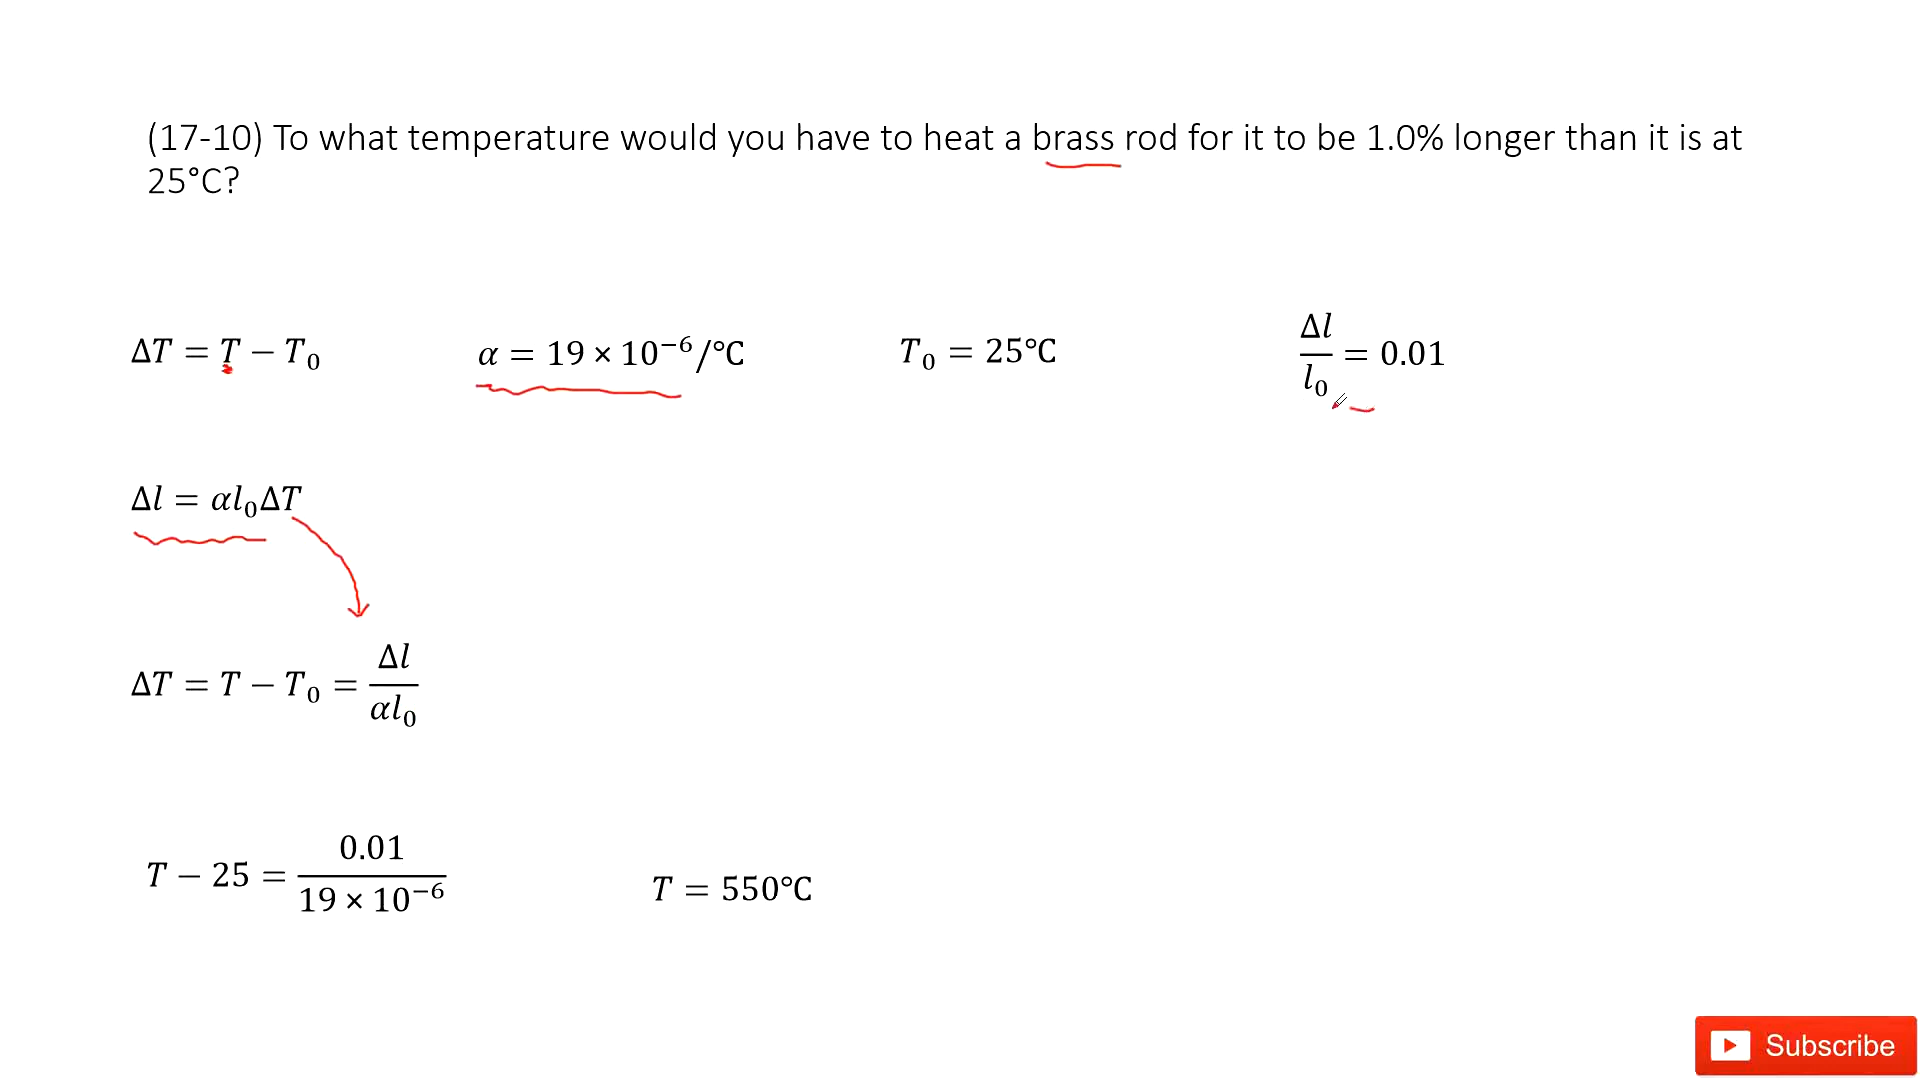 (17-10) To what temperature would you have to heat a brass rod for it to be 1.0% longer than it is at
25°C?
ΔT = T − T₀
α = 19 × 10⁻⁶/°C
T₀ = 25°C
Δl/l₀ = 0.01
Δl = αl₀ΔT
ΔT = T − T₀ = Δl/αl₀
T − 25 = 0.01/19 × 10⁻⁶
T = 550°C
Subscribe